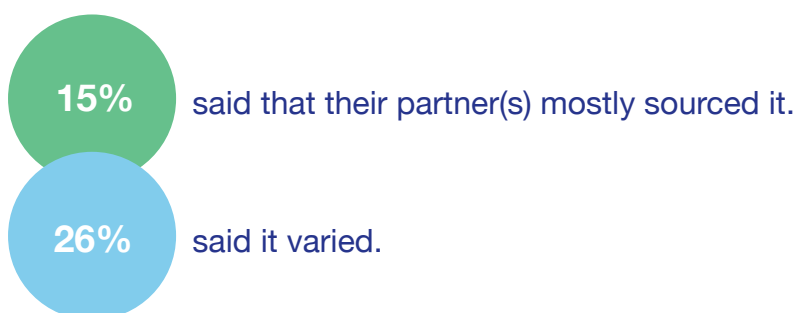 15% said that their partner(s) mostly sourced it.
26% said it varied.